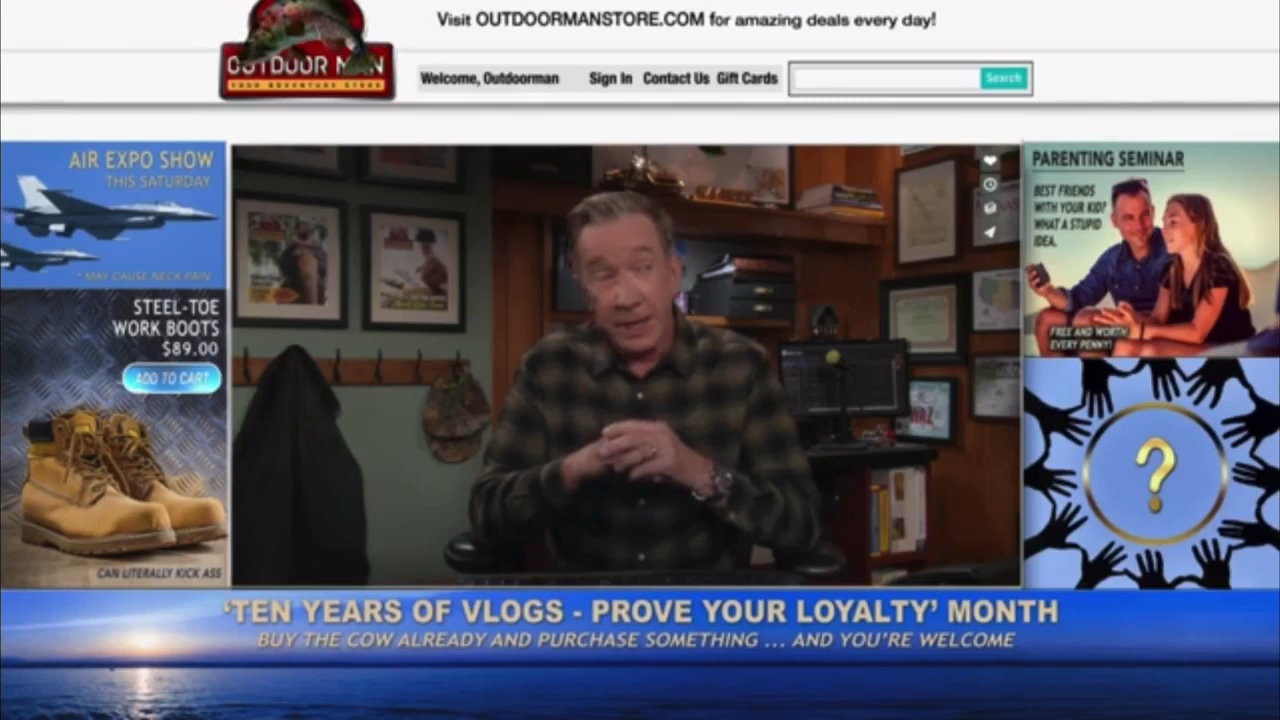 Visit OUTDOORMANSTORE.COM for amazing deals every day!
OUTDOOR MAN
YOUR ADVENTURE STORE
Welcome, Outdoorman
Sign In
Contact Us
Gift Cards
Search
AIR EXPO SHOW
THIS SATURDAY
* MAY CAUSE NECK PAIN
STEEL-TOE
WORK BOOTS
$89.00
ADD TO CART
CAN LITERALLY KICK ASS
PARENTING SEMINAR
BEST FRIENDS
WITH YOUR KID?
WHAT A STUPID
IDEA.
FREE AND WORTH
EVERY PENNY!
?
'TEN YEARS OF VLOGS - PROVE YOUR LOYALTY' MONTH
BUY THE COW ALREADY AND PURCHASE SOMETHING ... AND YOU'RE WELCOME